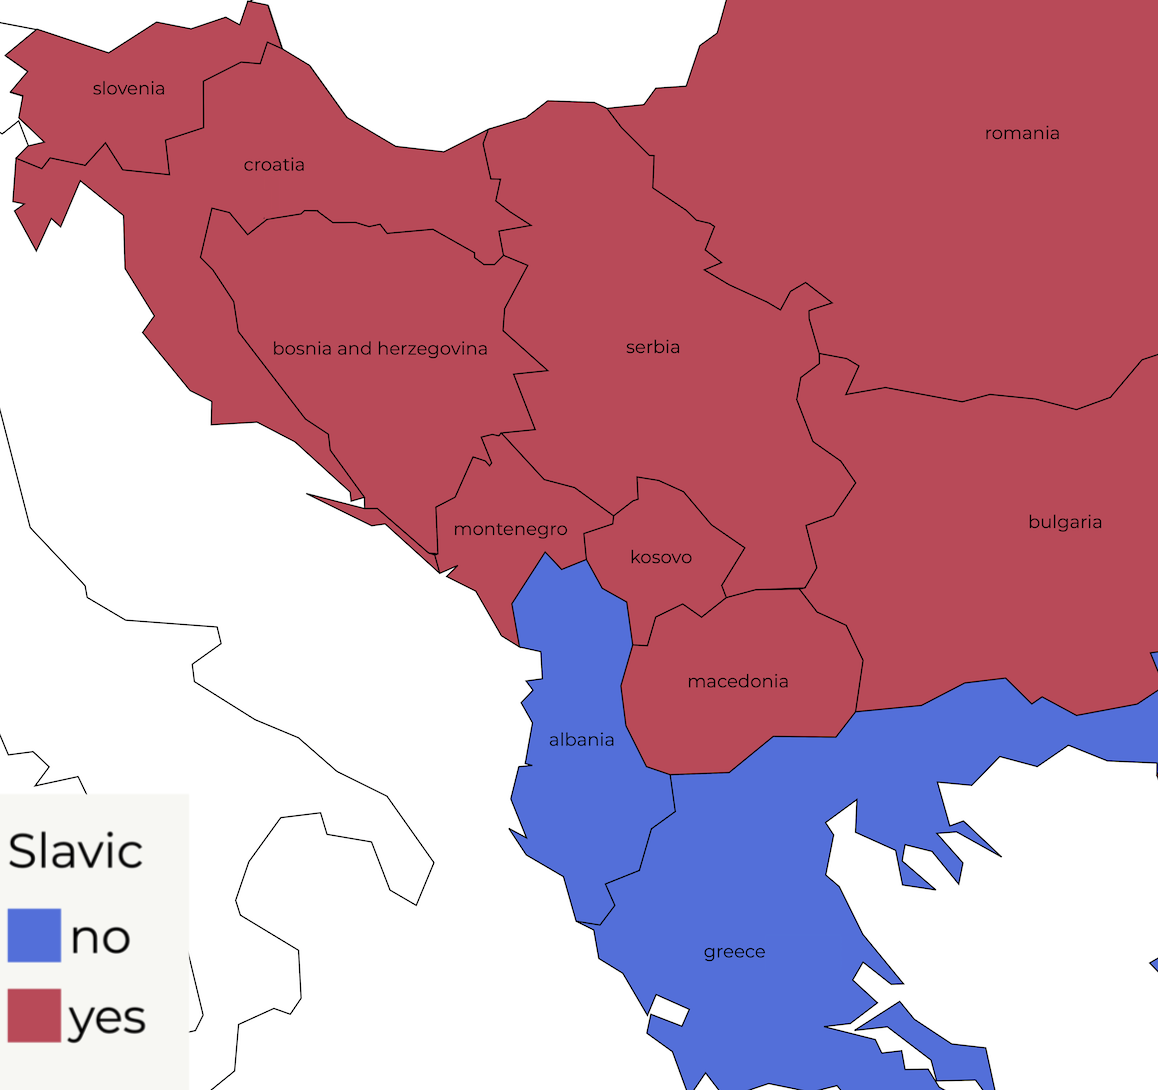 slovenia
croatia
romania
bosnia and herzegovina
serbia
montenegro
kosovo
bulgaria
macedonia
albania
greece
Slavic
no
yes